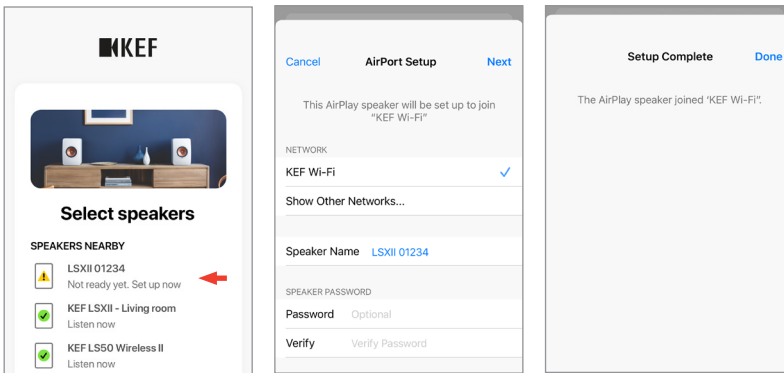 KEF
Select speakers
SPEAKERS NEARBY
LSXII 01234
Not ready yet. Set up now
KEF LSXII - Living room
Listen now
KEF LS50 Wireless II
Listen now
Cancel AirPort Setup Next
This AirPlay speaker will be set up to join
“KEF Wi-Fi”
NETWORK
KEF Wi-Fi
Show Other Networks...
Speaker Name LSXII 01234
SPEAKER PASSWORD
Password Optional
Verify Verify Password
Setup Complete Done
The AirPlay speaker joined ‘KEF Wi-Fi”.